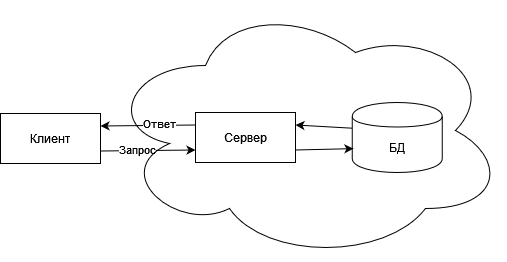 Ответ
Клиент
Сервер
Запрос
БД